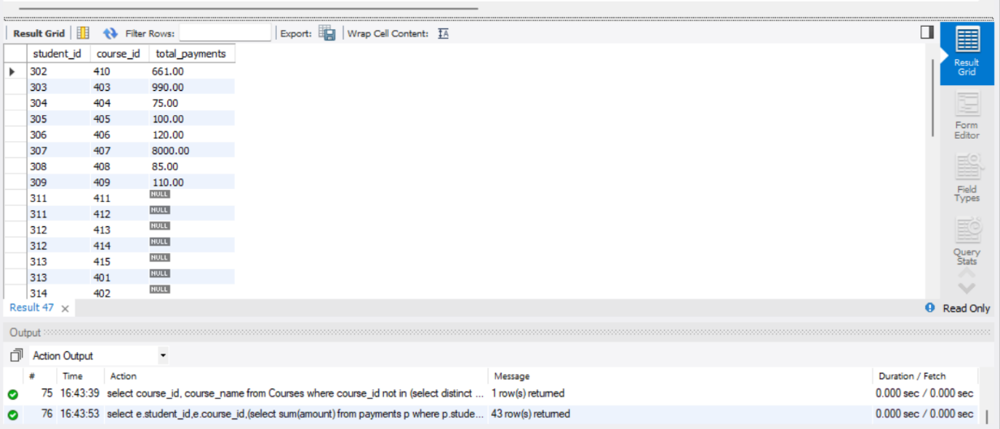 Result Grid Filter Rows: Export: Wrap Cell Content: IA
student_id course_id total_payments
302 410 661.00
303 403 990.00
304 404 75.00
305 405 100.00
306 406 120.00
307 407 8000.00
308 408 85.00
309 409 110.00
311 411 NULL
311 412 NULL
312 413 NULL
312 414 NULL
313 415 NULL
313 401 NULL
314 402 NULL
Result
Grid
Form
Editor
Field
Types
Query
Stats
Result 47 Read Only
Output
Action Output
# Time Action Message Duration / Fetch
75 16:43:39 select course_id, course_name from Courses where course_id not in (select distinct ... 1 row(s) returned 0.000 sec / 0.000 sec
76 16:43:53 select e.student_id,e.course_id,(select sum(amount) from payments p where p.stude... 43 row(s) returned 0.000 sec / 0.000 sec